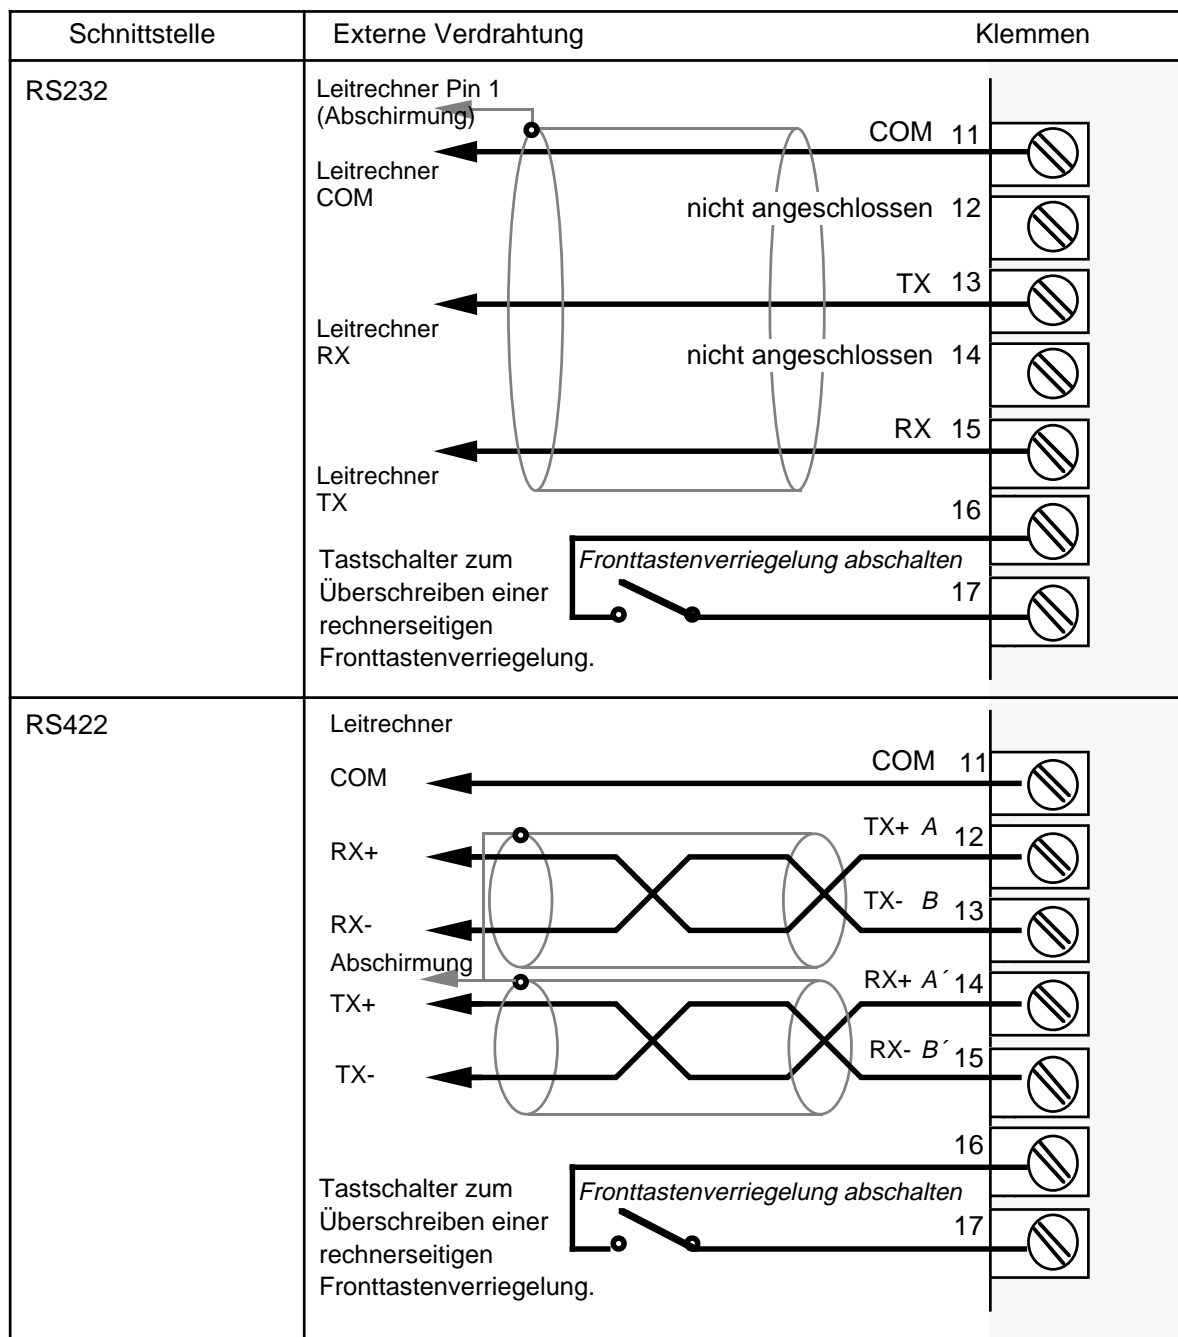 Schnittstelle
Externe Verdrahtung
Klemmen
RS232
Leitrechner Pin 1
(Abschirmung)
COM 11
Leitrechner
COM
nicht angeschlossen 12
TX 13
Leitrechner
RX
nicht angeschlossen 14
RX 15
Leitrechner
TX
16
Tastschalter zum
Überschreiben einer
rechnerseitigen
Fronttastenverriegelung.
Fronttastenverriegelung abschalten
17
RS422
Leitrechner
COM
COM 11
TX+ A 12
RX+
TX- B 13
RX-
Abschirmung
RX+ A´ 14
TX+
RX- B´ 15
TX-
16
Tastschalter zum
Überschreiben einer
rechnerseitigen
Fronttastenverriegelung.
Fronttastenverriegelung abschalten
17